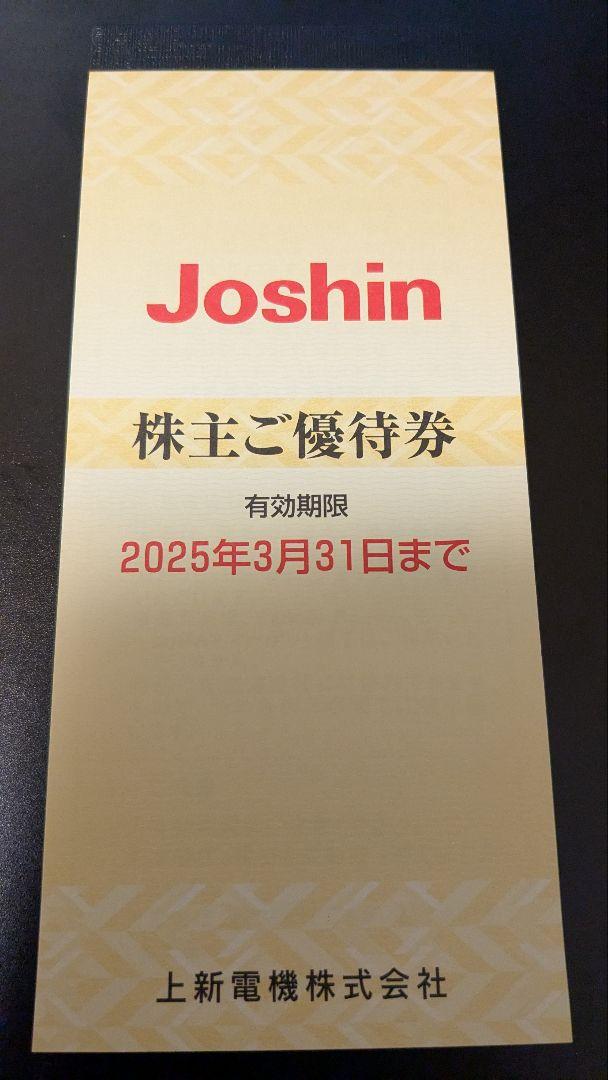 Joshin
株主ご優待券
有効期限
2025年3月31日まで
上新電機株式会社